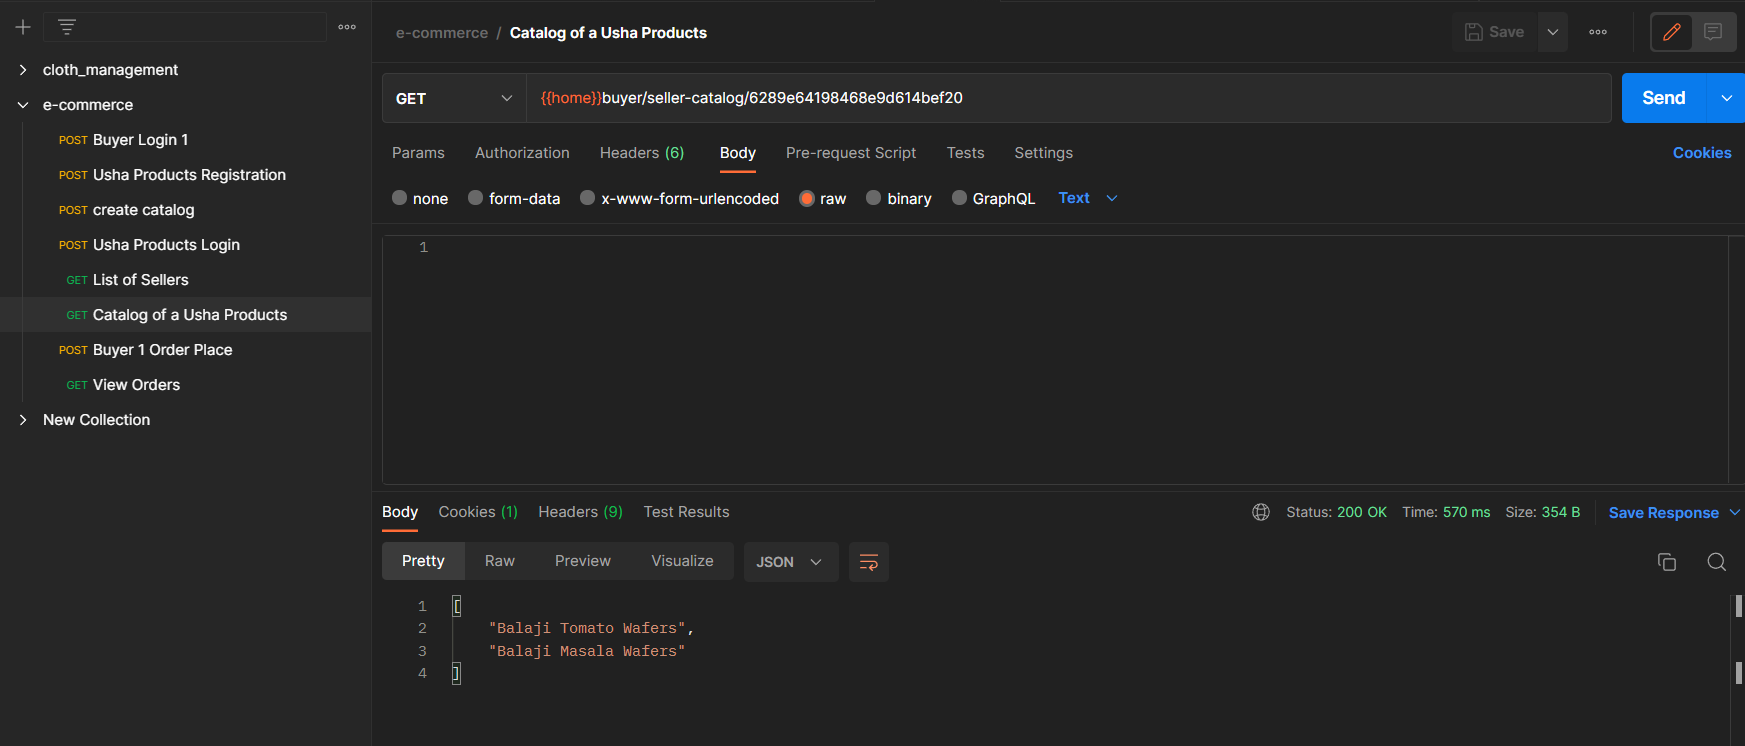 e-commerce / Catalog of a Usha Products
Save
cloth_management
e-commerce
POST Buyer Login 1
POST Usha Products Registration
POST create catalog
POST Usha Products Login
GET List of Sellers
GET Catalog of a Usha Products
POST Buyer 1 Order Place
GET View Orders
New Collection
GET {{home}}buyer/seller-catalog/6289e64198468e9d614bef20 Send
Params Authorization Headers (6) Body Pre-request Script Tests Settings Cookies
none form-data x-www-form-urlencoded raw binary GraphQL Text
1
Body Cookies (1) Headers (9) Test Results Status: 200 OK Time: 570 ms Size: 354 B Save Response
Pretty Raw Preview Visualize JSON
1 [
2 "Balaji Tomato Wafers",
3 "Balaji Masala Wafers"
4 ]